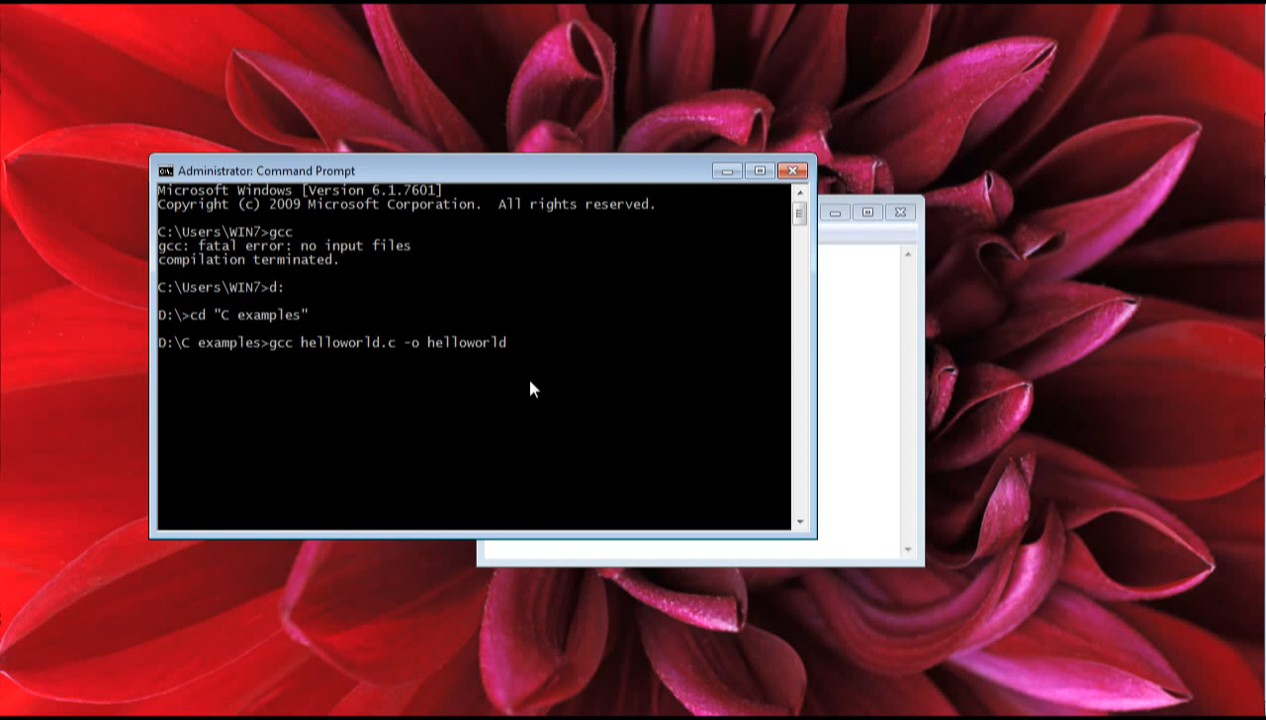 Administrator: Command Prompt
Microsoft Windows [Version 6.1.7601]
Copyright (c) 2009 Microsoft Corporation.  All rights reserved.
C:\Users\WIN7>gcc
gcc: fatal error: no input files
compilation terminated.
C:\Users\WIN7>d:
D:\>cd "C examples"
D:\C examples>gcc helloworld.c -o helloworld